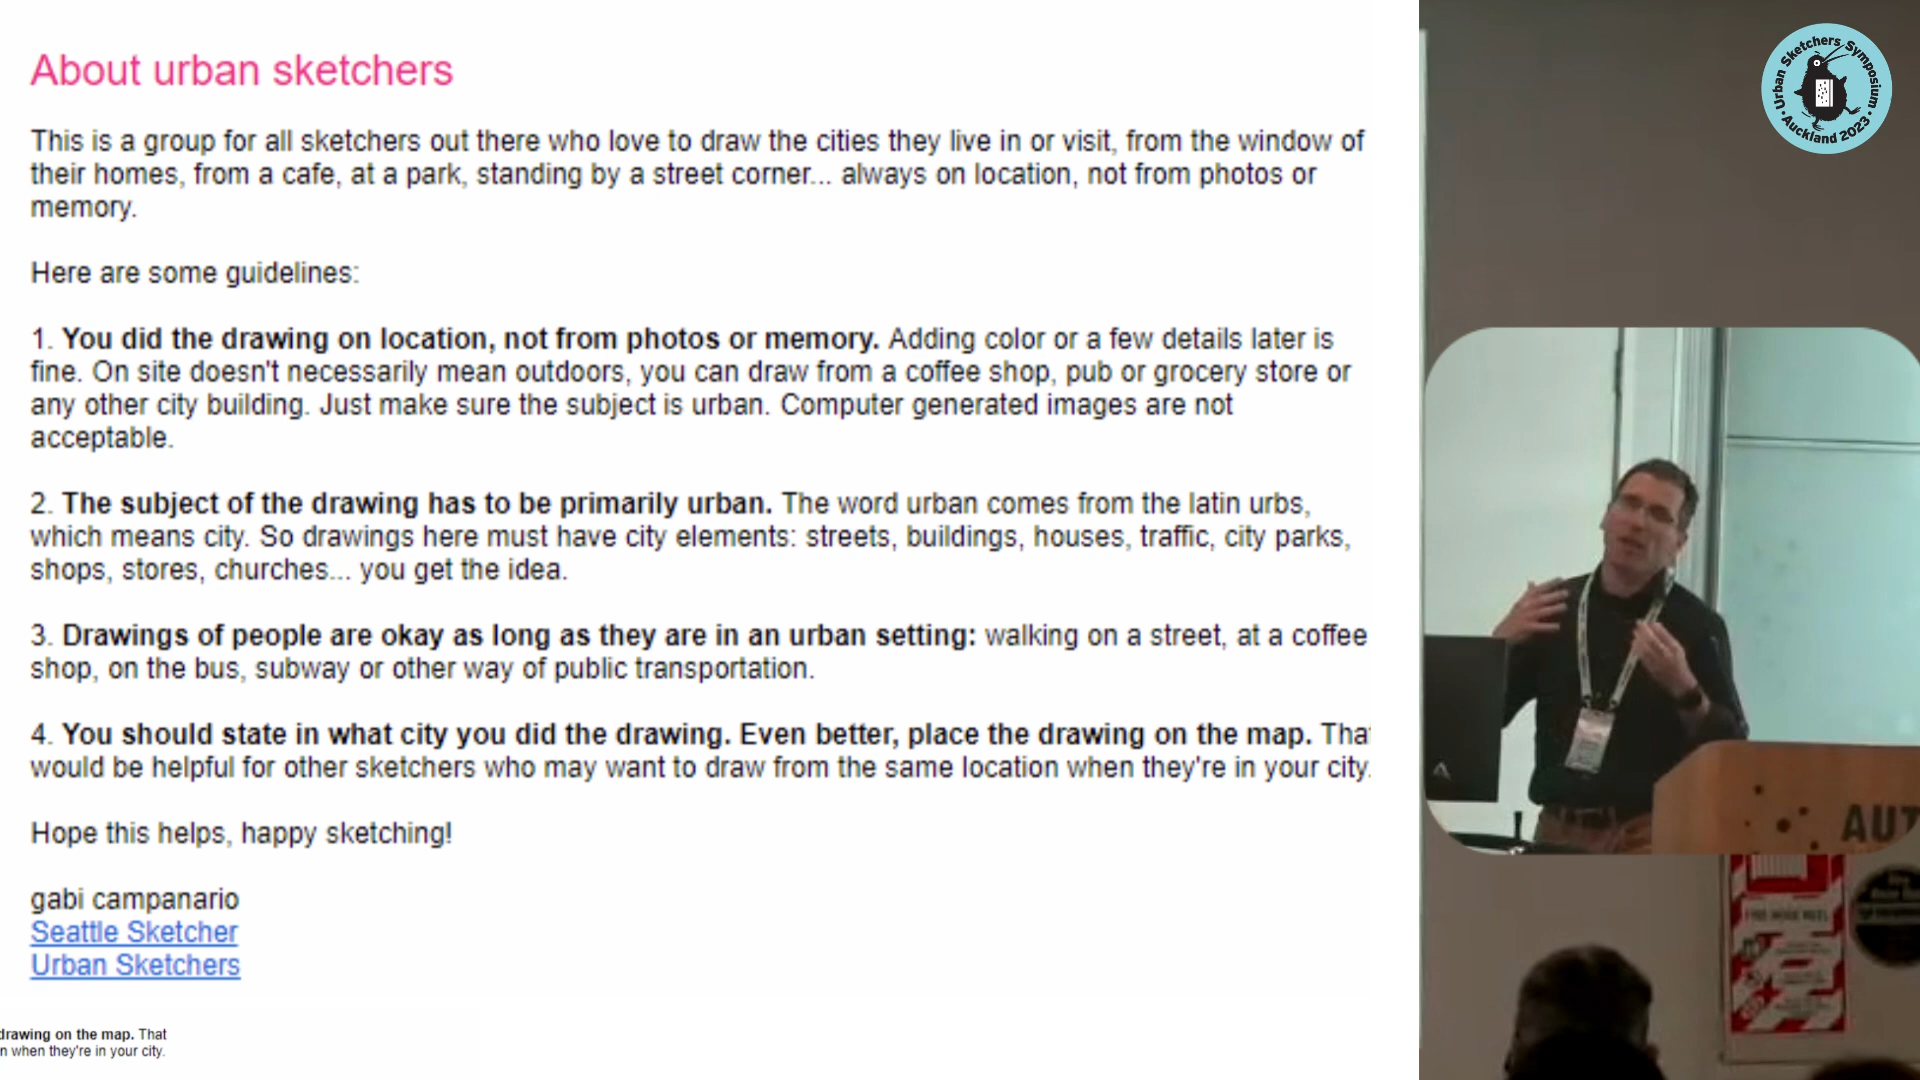 About urban sketchers
This is a group for all sketchers out there who love to draw the cities they live in or visit, from the window of
their homes, from a cafe, at a park, standing by a street corner... always on location, not from photos or
memory.
Here are some guidelines:
1. You did the drawing on location, not from photos or memory. Adding color or a few details later is
fine. On site doesn't necessarily mean outdoors, you can draw from a coffee shop, pub or grocery store or
any other city building. Just make sure the subject is urban. Computer generated images are not
acceptable.
2. The subject of the drawing has to be primarily urban. The word urban comes from the latin urbs,
which means city. So drawings here must have city elements: streets, buildings, houses, traffic, city parks,
shops, stores, churches... you get the idea.
3. Drawings of people are okay as long as they are in an urban setting: walking on a street, at a coffee
shop, on the bus, subway or other way of public transportation.
4. You should state in what city you did the drawing. Even better, place the drawing on the map. That
would be helpful for other sketchers who may want to draw from the same location when they're in your city.
Hope this helps, happy sketching!
gabi campanario
Seattle Sketcher
Urban Sketchers
drawing on the map. That
n when they're in your city.
Urban Sketchers Symposium
Auckland 2023
AUT
FIRE HOSE REEL